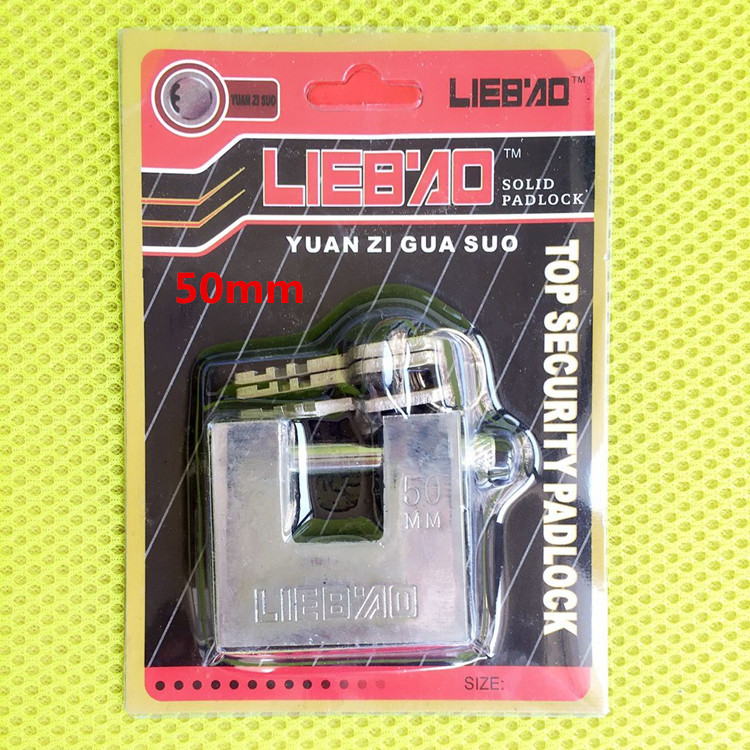 YUAN ZI SUO
LIEB'AO™
LIEB'AO™
SOLID
PADLOCK
YUAN ZI GUA SUO
50mm
TOP SECURITY PADLOCK
50
MM
LIEB'AO
SIZE: